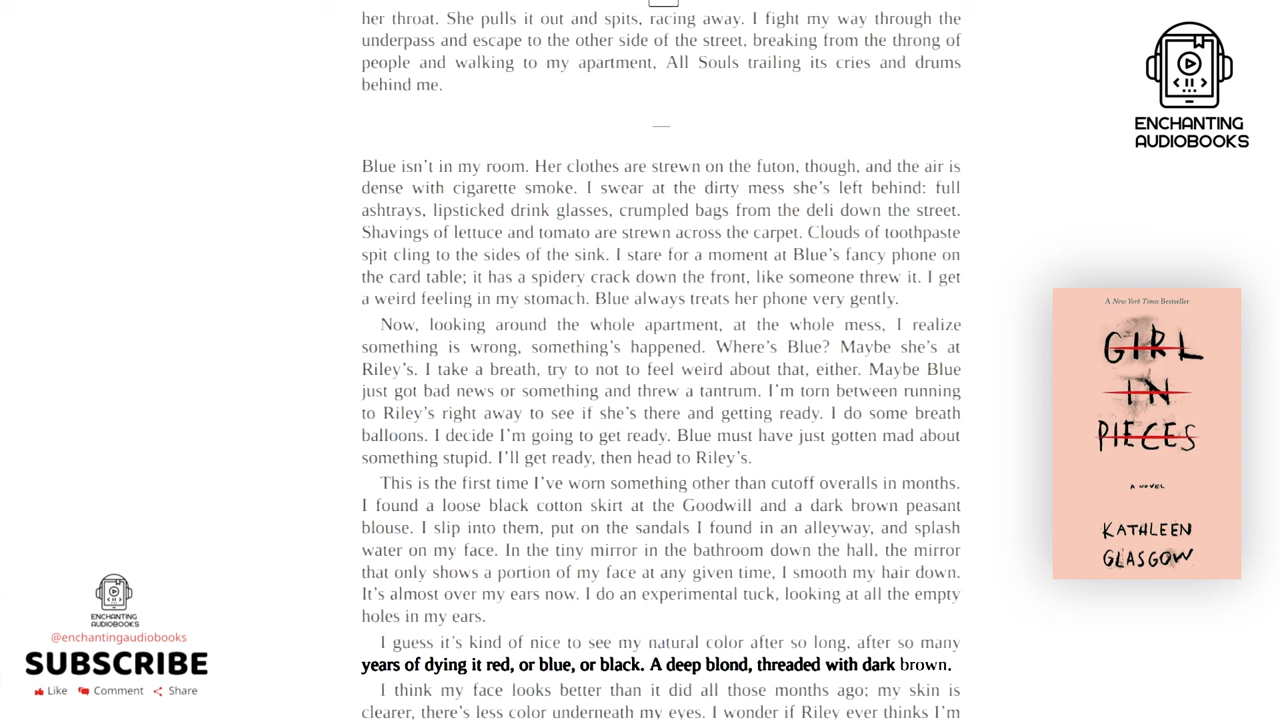 her throat. She pulls it out and spits, racing away. I fight my way through the
underpass and escape to the other side of the street, breaking from the throng of
people and walking to my apartment, All Souls trailing its cries and drums
behind me.
—
Blue isn't in my room. Her clothes are strewn on the futon, though, and the air is
dense with cigarette smoke. I swear at the dirty mess she's left behind: full
ashtrays, lipsticked drink glasses, crumpled bags from the deli down the street.
Shavings of lettuce and tomato are strewn across the carpet. Clouds of toothpaste
spit cling to the sides of the sink. I stare for a moment at Blue's fancy phone on
the card table; it has a spidery crack down the front, like someone threw it. I get
a weird feeling in my stomach. Blue always treats her phone very gently.
Now, looking around the whole apartment, at the whole mess, I realize
something is wrong, something's happened. Where's Blue? Maybe she's at
Riley's. I take a breath, try to not to feel weird about that, either. Maybe Blue
just got bad news or something and threw a tantrum. I'm torn between running
to Riley's right away to see if she's there and getting ready. I do some breath
balloons. I decide I'm going to get ready. Blue must have just gotten mad about
something stupid. I'll get ready, then head to Riley's.
This is the first time I've worn something other than cutoff overalls in months.
I found a loose black cotton skirt at the Goodwill and a dark brown peasant
blouse. I slip into them, put on the sandals I found in an alleyway, and splash
water on my face. In the tiny mirror in the bathroom down the hall, the mirror
that only shows a portion of my face at any given time, I smooth my hair down.
It's almost over my ears now. I do an experimental tuck, looking at all the empty
holes in my ears.
I guess it's kind of nice to see my natural color after so long, after so many
years of dying it red, or blue, or black. A deep blond, threaded with dark brown.
I think my face looks better than it did all those months ago; my skin is
clearer, there's less color underneath my eyes. I wonder if Riley ever thinks I'm
ENCHANTING
AUDIOBOOKS
A New York Times Bestseller
GIRL
IN
PIECES
A NOVEL
KATHLEEN
GLASGOW
ENCHANTING
AUDIOBOOKS
@enchantingaudiobooks
SUBSCRIBE
Like Comment Share